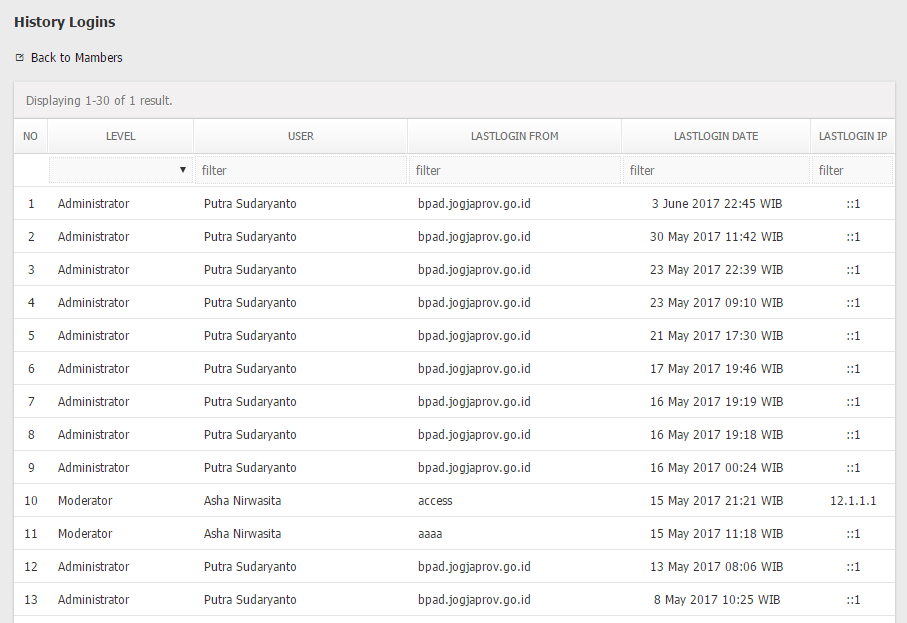 History Logins
Back to Mambers
Displaying 1-30 of 1 result.
NO LEVEL USER LASTLOGIN FROM LASTLOGIN DATE LASTLOGIN IP
filter filter filter filter
1 Administrator Putra Sudaryanto bpad.jogjaprov.go.id 3 June 2017 22:45 WIB ::1
2 Administrator Putra Sudaryanto bpad.jogjaprov.go.id 30 May 2017 11:42 WIB ::1
3 Administrator Putra Sudaryanto bpad.jogjaprov.go.id 23 May 2017 22:39 WIB ::1
4 Administrator Putra Sudaryanto bpad.jogjaprov.go.id 23 May 2017 09:10 WIB ::1
5 Administrator Putra Sudaryanto bpad.jogjaprov.go.id 21 May 2017 17:30 WIB ::1
6 Administrator Putra Sudaryanto bpad.jogjaprov.go.id 17 May 2017 19:46 WIB ::1
7 Administrator Putra Sudaryanto bpad.jogjaprov.go.id 16 May 2017 19:19 WIB ::1
8 Administrator Putra Sudaryanto bpad.jogjaprov.go.id 16 May 2017 19:18 WIB ::1
9 Administrator Putra Sudaryanto bpad.jogjaprov.go.id 16 May 2017 00:24 WIB ::1
10 Moderator Asha Nirwasita access 15 May 2017 21:21 WIB 12.1.1.1
11 Moderator Asha Nirwasita aaaa 15 May 2017 11:18 WIB ::1
12 Administrator Putra Sudaryanto bpad.jogjaprov.go.id 13 May 2017 08:06 WIB ::1
13 Administrator Putra Sudaryanto bpad.jogjaprov.go.id 8 May 2017 10:25 WIB ::1